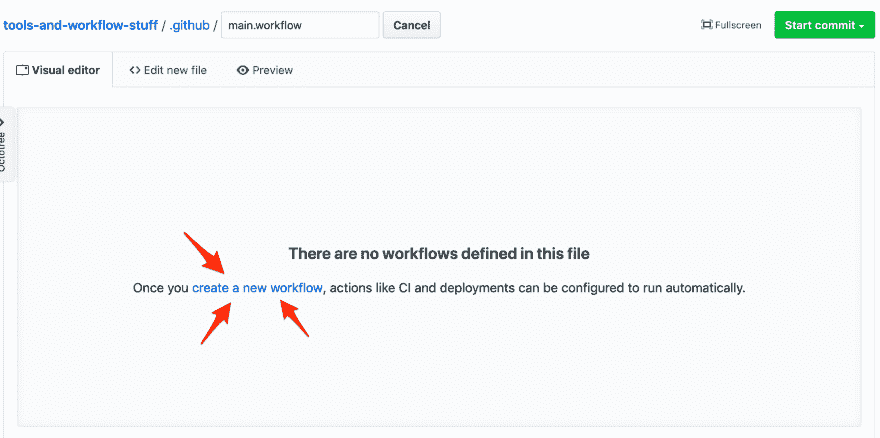 tools-and-workflow-stuff / .github / main.workflow Cancel Fullscreen Start commit
Visual editor Edit new file Preview
Octotree
There are no workflows defined in this file
Once you create a new workflow, actions like CI and deployments can be configured to run automatically.